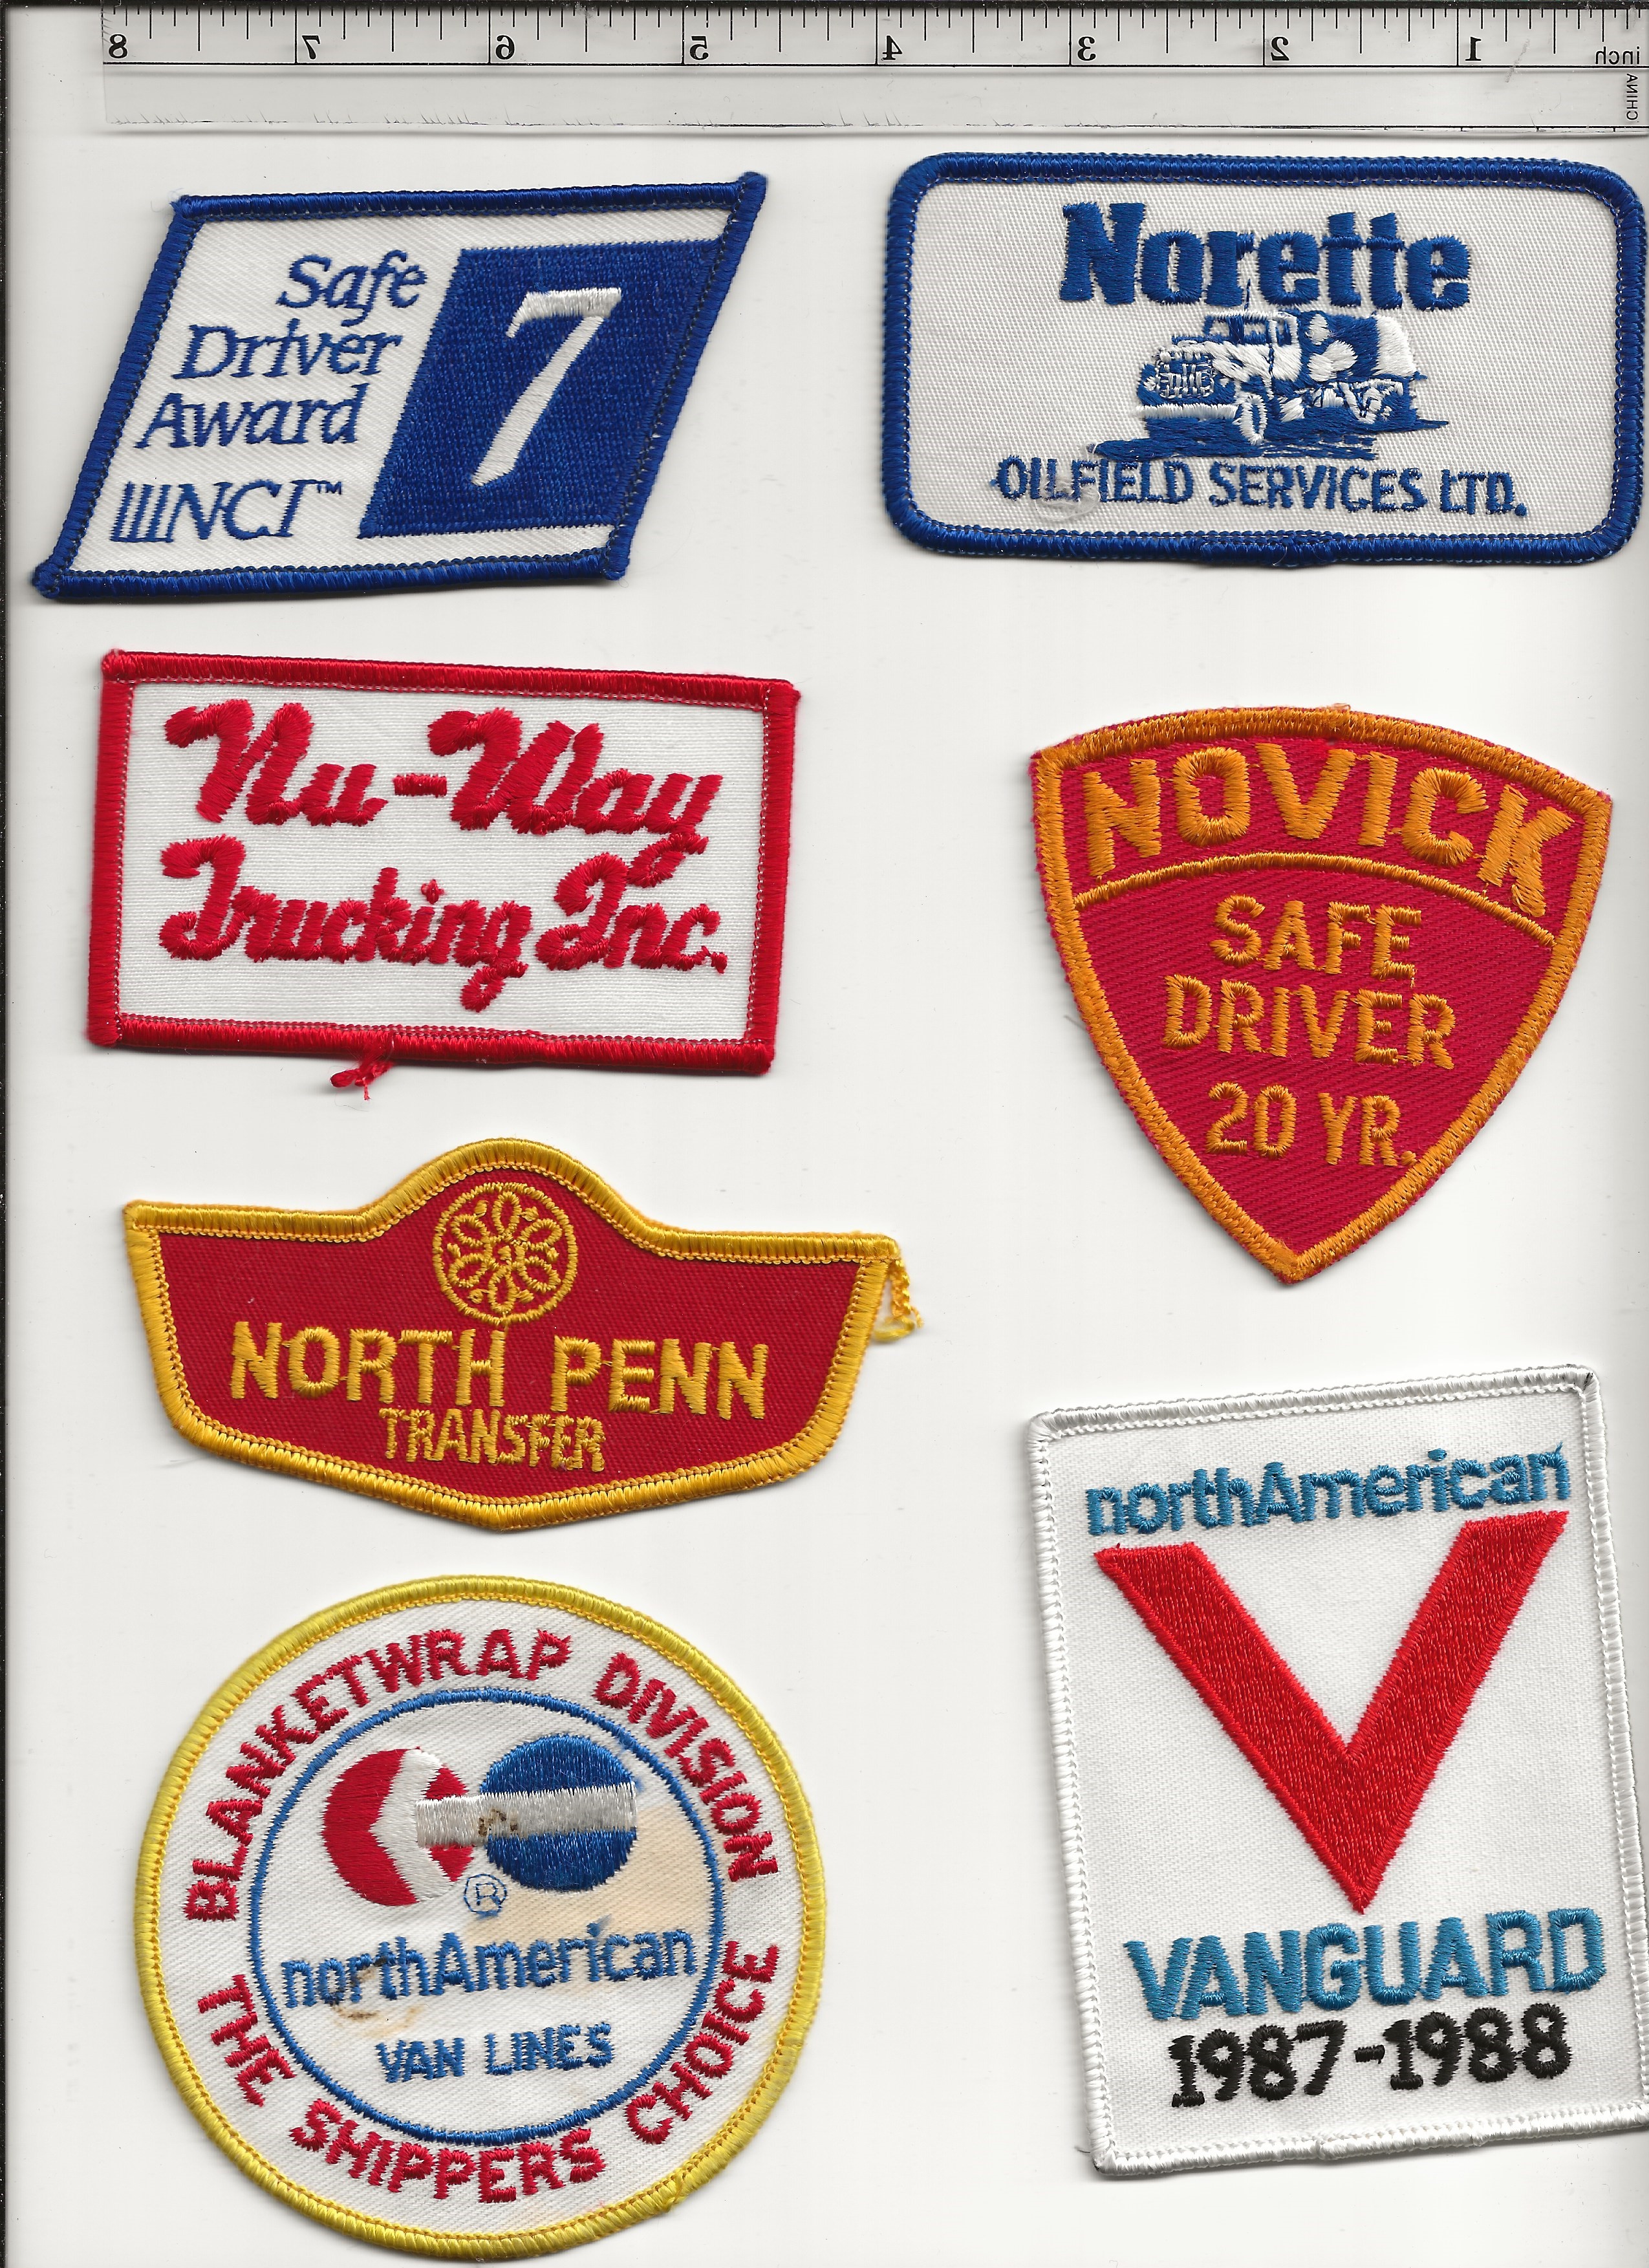 8 7 6 5 4 3 2 1 inch
CHINA
Safe
Driver
Award
NCI™
7
Norette
OILFIELD SERVICES LTD.
Nu-Way
Trucking Inc.
NOVICK
SAFE
DRIVER
20 YR.
NORTH PENN
TRANSFER
northAmerican
VANGUARD
1987-1988
BLANKETWRAP DIVISION
®
northAmerican
VAN LINES
THE SHIPPERS CHOICE